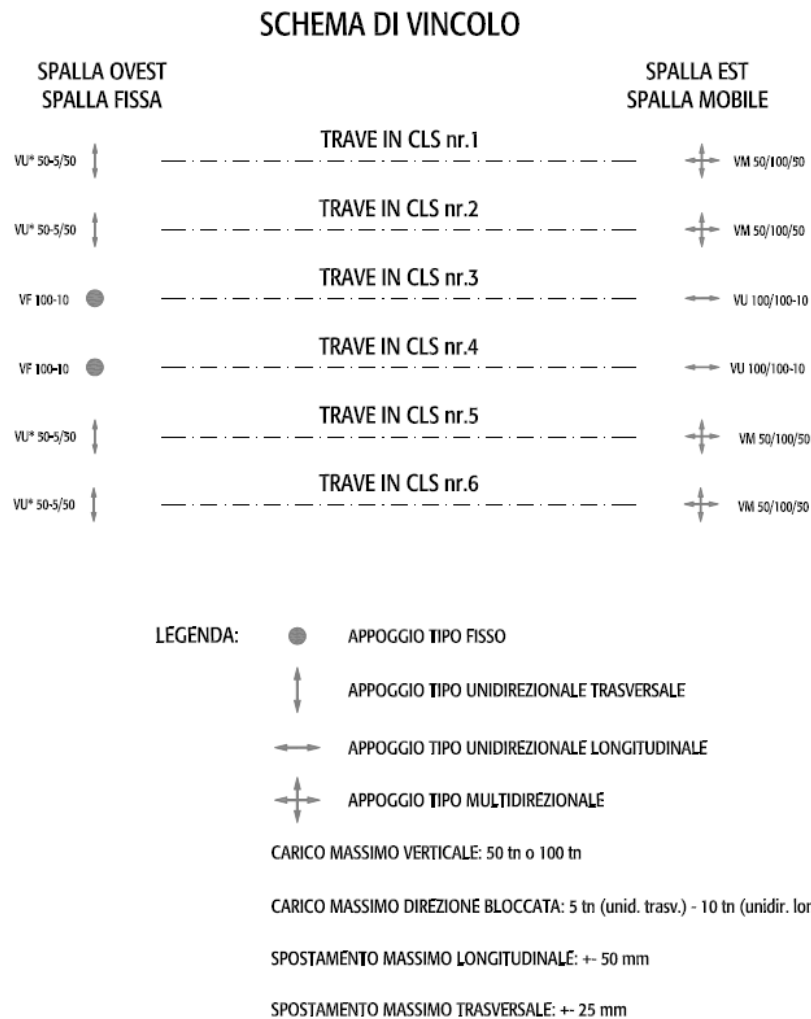 SCHEMA DI VINCOLO
SPALLA OVEST
SPALLA FISSA
SPALLA EST
SPALLA MOBILE
VU* 50-5/50 TRAVE IN CLS nr.1 VM 50/100/50
VU* 50-5/50 TRAVE IN CLS nr.2 VM 50/100/50
VF 100-10 TRAVE IN CLS nr.3 VU 100/100-10
VF 100-10 TRAVE IN CLS nr.4 VU 100/100-10
VU* 50-5/50 TRAVE IN CLS nr.5 VM 50/100/50
VU* 50-5/50 TRAVE IN CLS nr.6 VM 50/100/50
LEGENDA: APPOGGIO TIPO FISSO
APPOGGIO TIPO UNIDIREZIONALE TRASVERSALE
APPOGGIO TIPO UNIDIREZIONALE LONGITUDINALE
APPOGGIO TIPO MULTIDIREZIONALE
CARICO MASSIMO VERTICALE: 50 tn o 100 tn
CARICO MASSIMO DIREZIONE BLOCCATA: 5 tn (unid. trasv.) - 10 tn (unidir. lon
SPOSTAMENTO MASSIMO LONGITUDINALE: +- 50 mm
SPOSTAMENTO MASSIMO TRASVERSALE: +- 25 mm